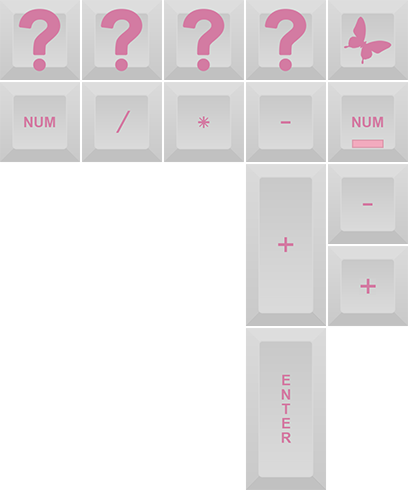 ? ? ? ?
NUM / * - NUM
+ -
+
ENTER